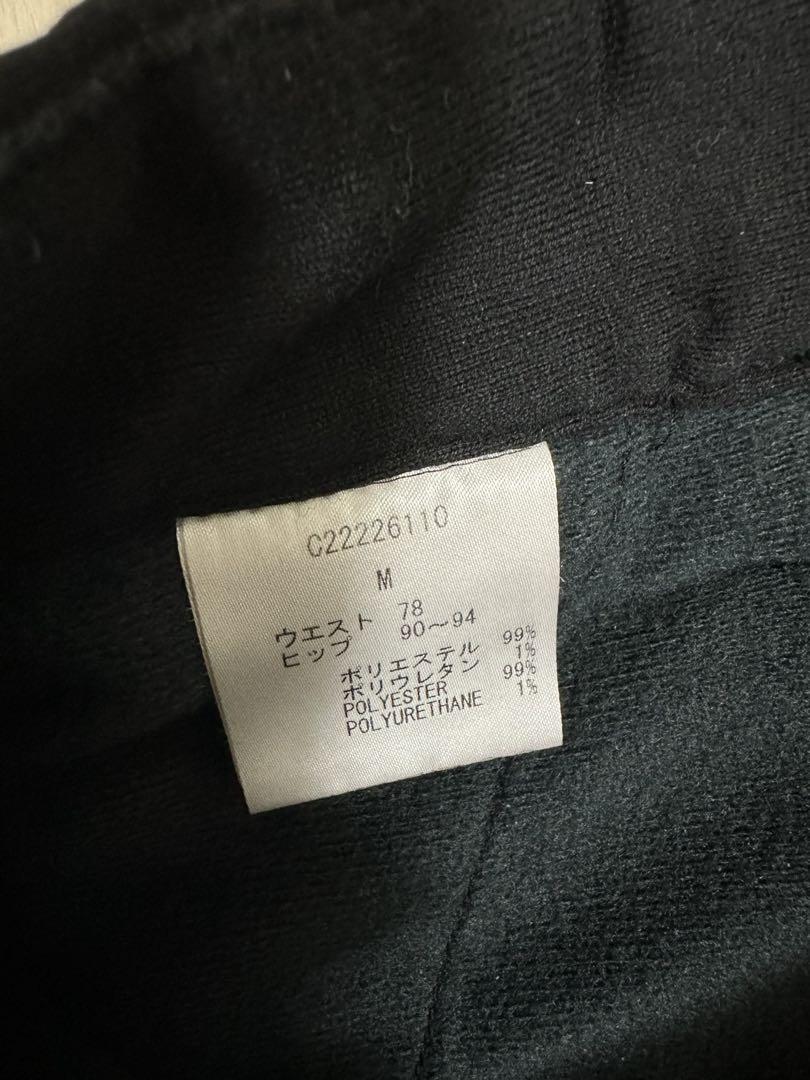 C22226110
M
ウエスト 78
ヒップ 90～94
ポリエステル 99%
ポリウレタン 1%
POLYESTER 99%
POLYURETHANE 1%